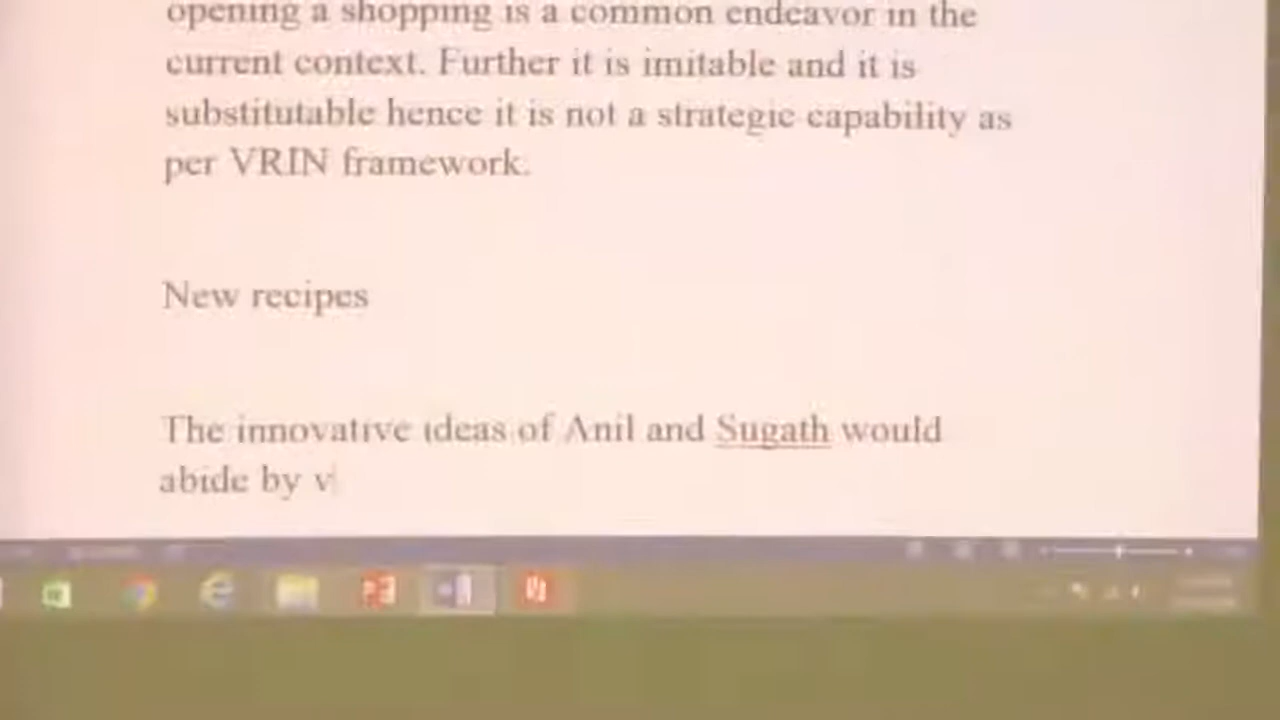 opening a shopping is a common endeavor in the
current context. Further it is imitable and it is
substitutable hence it is not a strategic capability as
per VRIN framework.
New recipes
The innovative ideas of Anil and Sugath would
abide by v